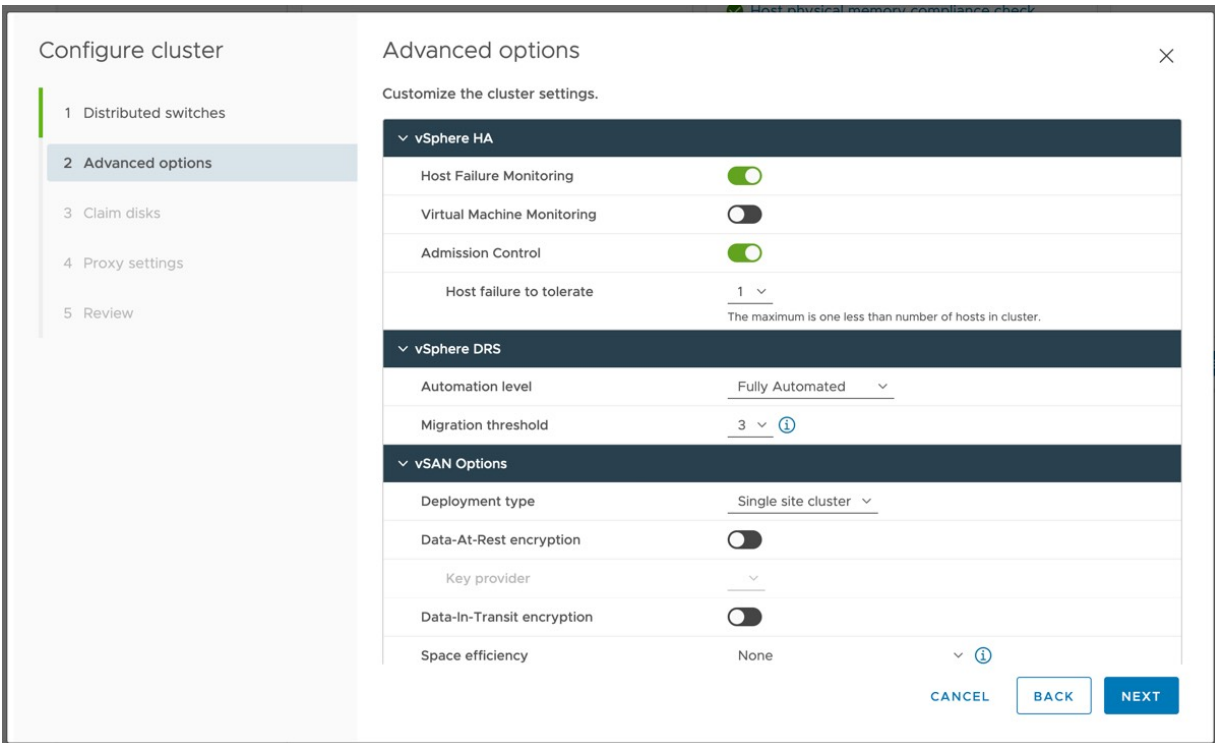 Host physical memory compliance check
Configure cluster
1 Distributed switches
2 Advanced options
3 Claim disks
4 Proxy settings
5 Review
Advanced options
Customize the cluster settings.
vSphere HA
Host Failure Monitoring
Virtual Machine Monitoring
Admission Control
Host failure to tolerate 1
The maximum is one less than number of hosts in cluster.
vSphere DRS
Automation level Fully Automated
Migration threshold 3
vSAN Options
Deployment type Single site cluster
Data-At-Rest encryption
Key provider
Data-In-Transit encryption
Space efficiency None
CANCEL BACK NEXT